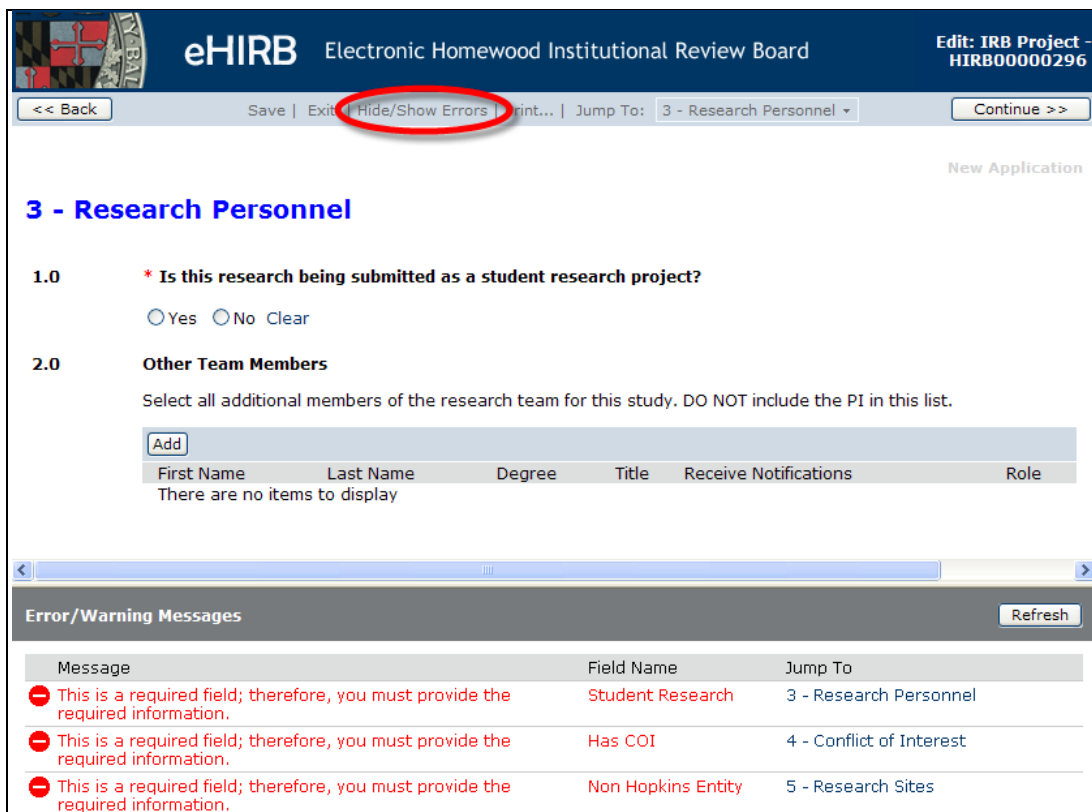 eHIRB Electronic Homewood Institutional Review Board
Edit: IRB Project -
HIRB00000296
<< Back Save | Exit | Hide/Show Errors | Print... | Jump To: 3 - Research Personnel Continue >>
New Application
3 - Research Personnel
1.0 * Is this research being submitted as a student research project?
Yes No Clear
2.0 Other Team Members
Select all additional members of the research team for this study. DO NOT include the PI in this list.
Add
First Name Last Name Degree Title Receive Notifications Role
There are no items to display
Error/Warning Messages Refresh
Message Field Name Jump To
This is a required field; therefore, you must provide the Student Research 3 - Research Personnel
required information.
This is a required field; therefore, you must provide the Has COI 4 - Conflict of Interest
required information.
This is a required field; therefore, you must provide the Non Hopkins Entity 5 - Research Sites
required information.